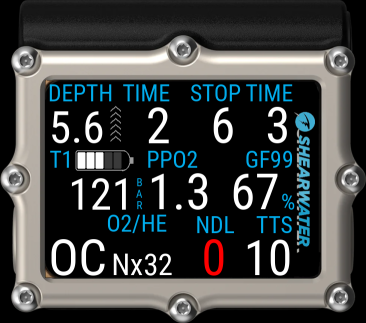 DEPTH TIME STOP TIME
5.6 2 6 3
T1 PPO2 GF99
121 BAR 1.3 67%
O2/HE NDL TTS
OC Nx32 0 10
SHEARWATER